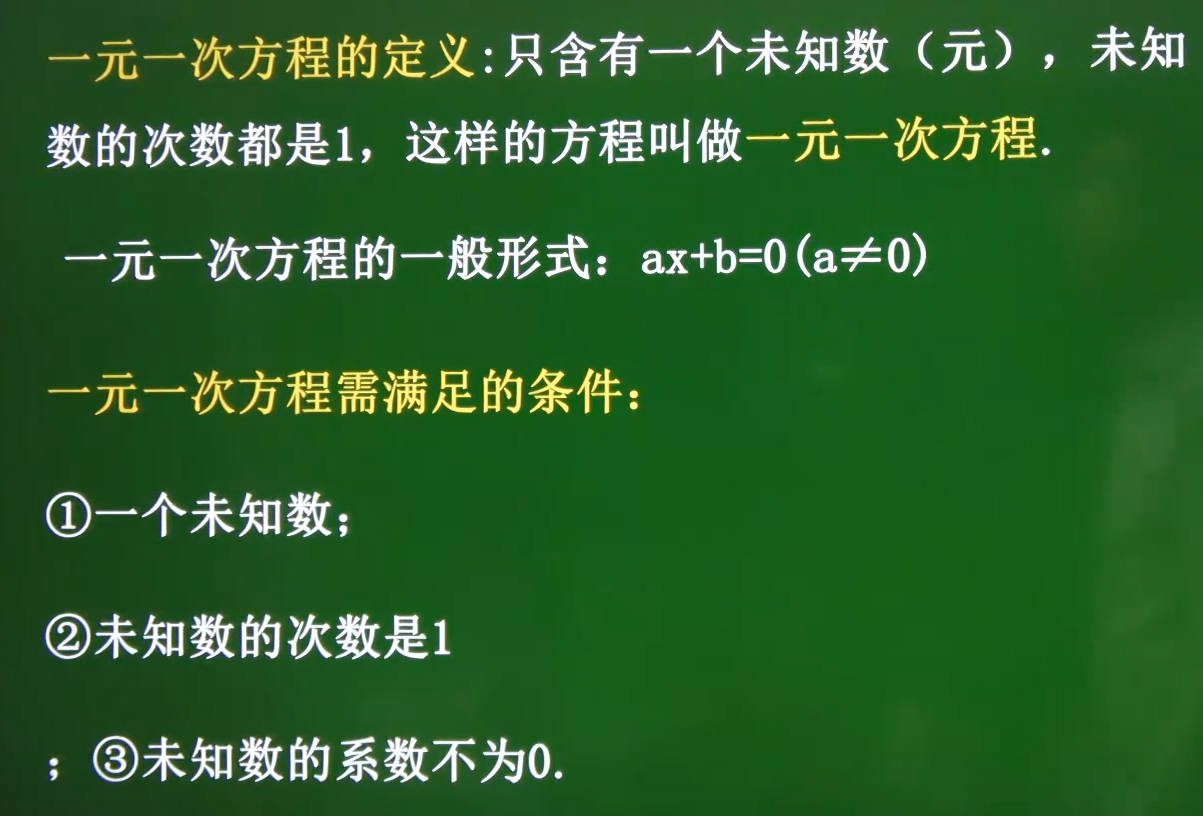 一元一次方程的定义:只含有一个未知数（元），未知
数的次数都是1，这样的方程叫做一元一次方程.
一元一次方程的一般形式：ax+b=0(a≠0)
一元一次方程需满足的条件：
①一个未知数；
②未知数的次数是1
；③未知数的系数不为0.